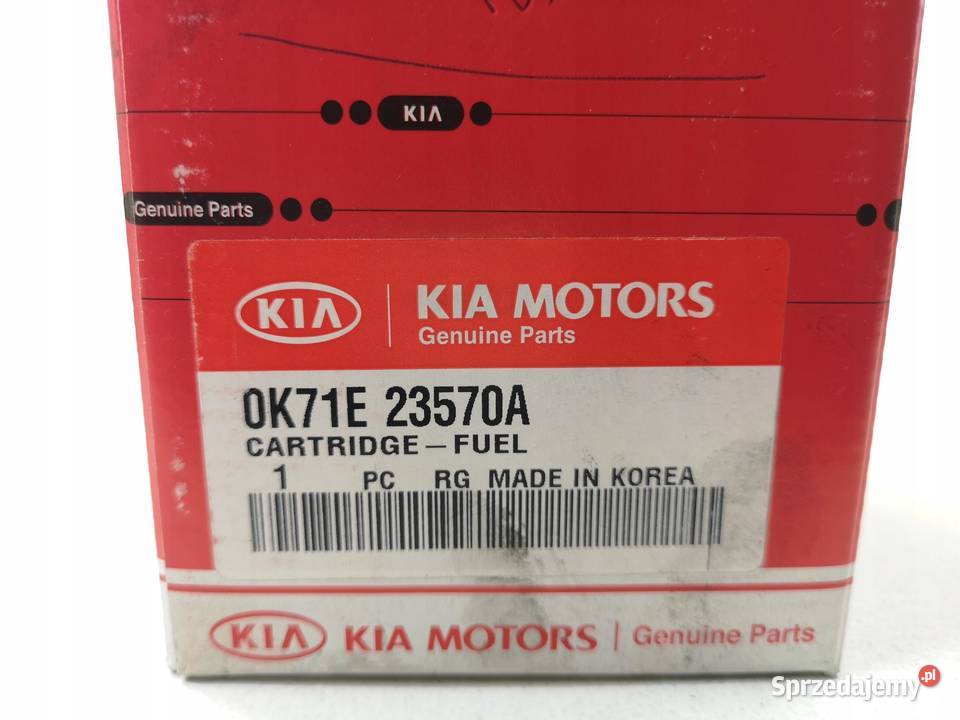 KIA
Genuine Parts
KIA | KIA MOTORS
Genuine Parts
0K71E 23570A
CARTRIDGE-FUEL
1 PC RG MADE IN KOREA
KIA KIA MOTORS | Genuine Parts
Sprzedajemy.pl